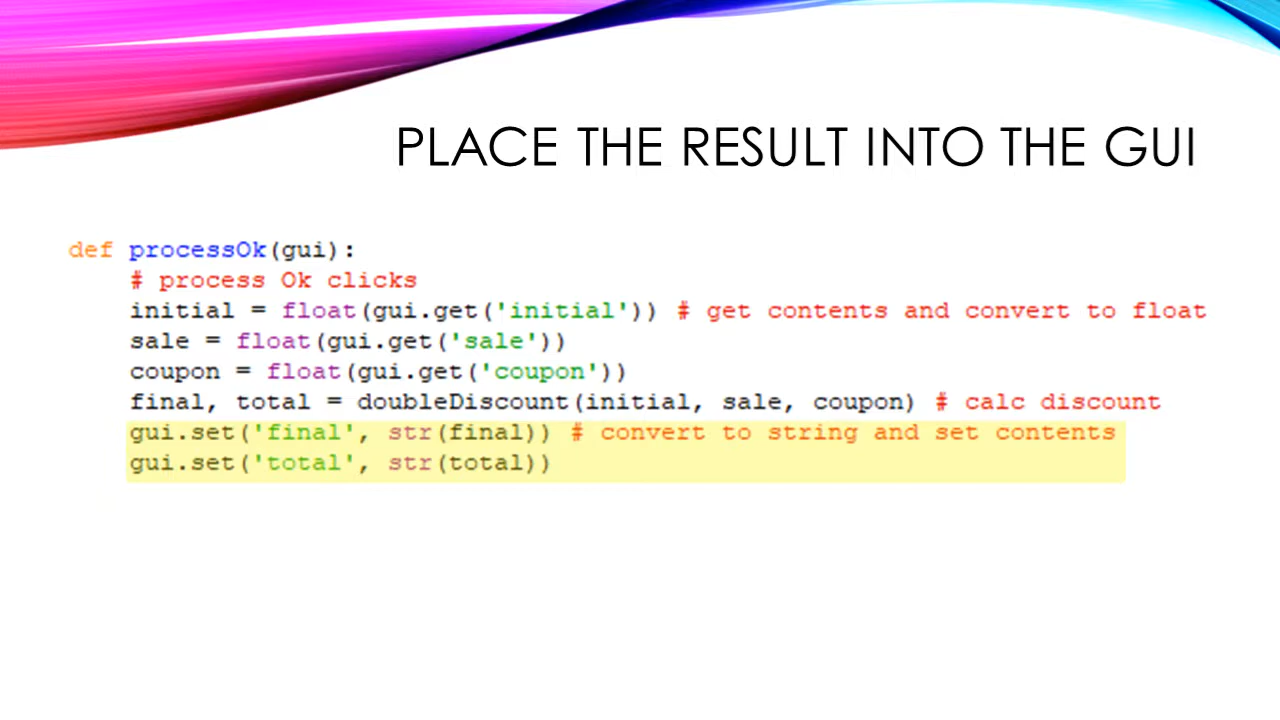 PLACE THE RESULT INTO THE GUI
def processOk(gui):
    # process Ok clicks
    initial = float(gui.get('initial')) # get contents and convert to float
    sale = float(gui.get('sale'))
    coupon = float(gui.get('coupon'))
    final, total = doubleDiscount(initial, sale, coupon) # calc discount
    gui.set('final', str(final)) # convert to string and set contents
    gui.set('total', str(total))